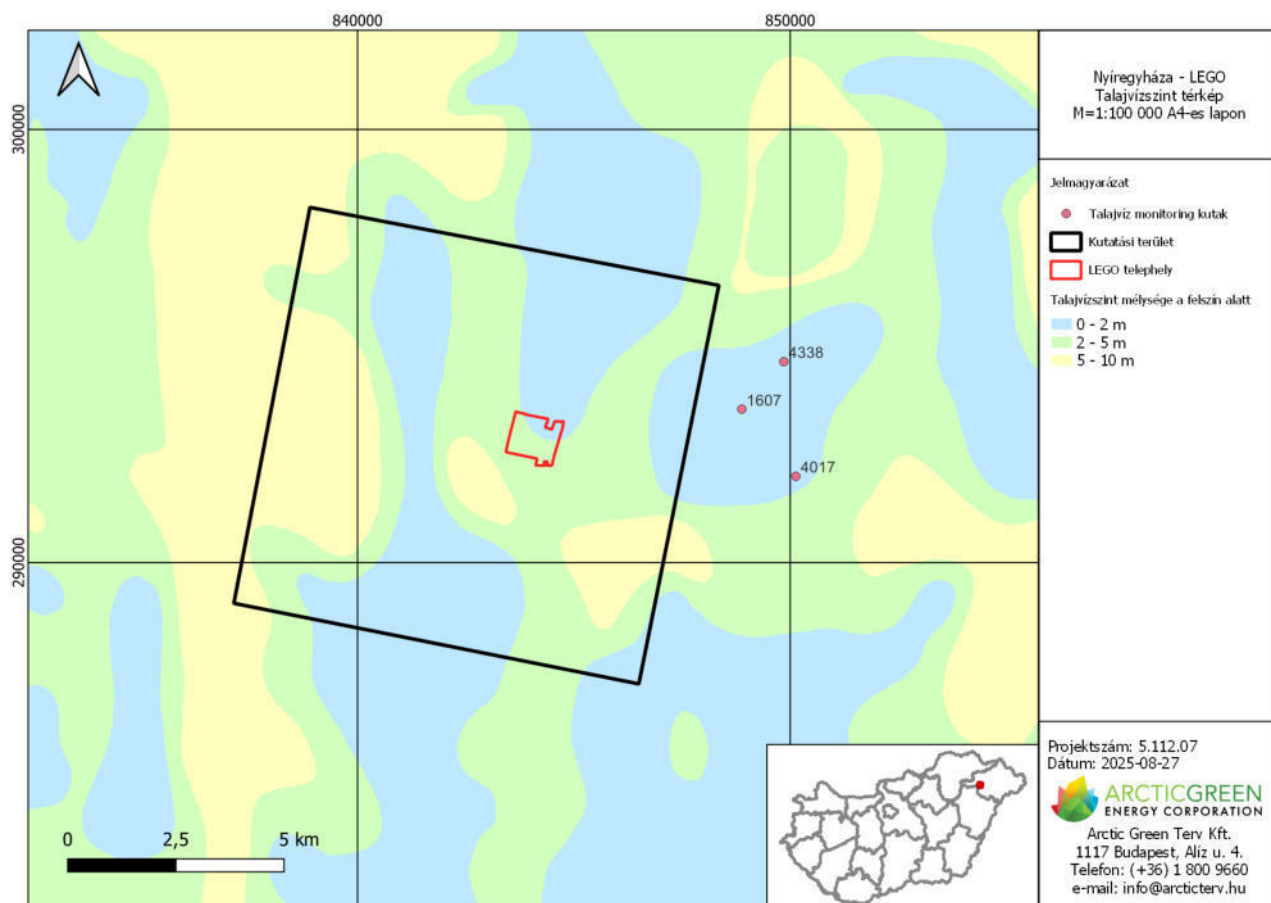 840000
850000
300000
290000
4338
1607
4017
0
2,5
5 km
Nyíregyháza - LEGO
Talajvízszint térkép
M=1:100 000 A4-es lapon
Jelmagyarázat
Talajvíz monitoring kutak
Kutatási terület
LEGO telephely
Talajvízszint mélysége a felszín alatt
0 - 2 m
2 - 5 m
5 - 10 m
Projektszám: 5.112.07
Dátum: 2025-08-27
ARCTICGREEN
ENERGY CORPORATION
Arctic Green Terv Kft.
1117 Budapest, Alíz u. 4.
Telefon: (+36) 1 800 9660
e-mail: info@arcticterv.hu